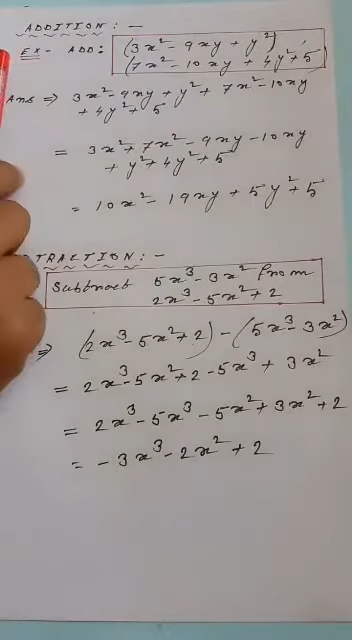 ADDITION : -
EX - ADD: (3x² - 9xy + y²)
(7x² - 10xy + 4y² + 5)
Ans ⇒ 3x² - 9xy + y² + 7x² - 10xy
+ 4y² + 5
= 3x² + 7x² - 9xy - 10xy
+ y² + 4y² + 5
= 10x² - 19xy + 5y² + 5
TRACTION : -
Subtract 5x³ - 3x² from
2x³ - 5x² + 2
⇒ (2x³ - 5x² + 2) - (5x³ - 3x²)
= 2x³ - 5x² + 2 - 5x³ + 3x²
= 2x³ - 5x³ - 5x² + 3x² + 2
= - 3x³ - 2x² + 2